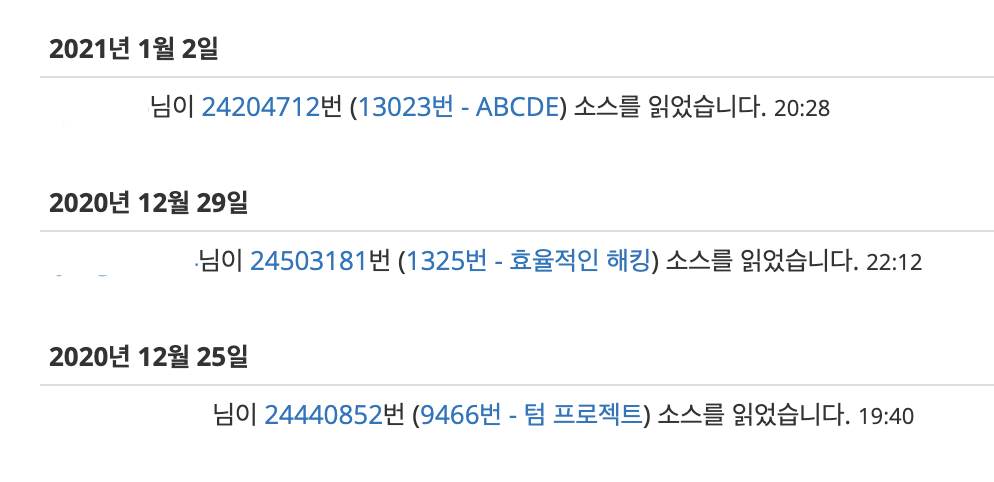 2021년 1월 2일
님이 24204712번 (13023번 - ABCDE) 소스를 읽었습니다. 20:28
2020년 12월 29일
님이 24503181번 (1325번 - 효율적인 해킹) 소스를 읽었습니다. 22:12
2020년 12월 25일
님이 24440852번 (9466번 - 텀 프로젝트) 소스를 읽었습니다. 19:40